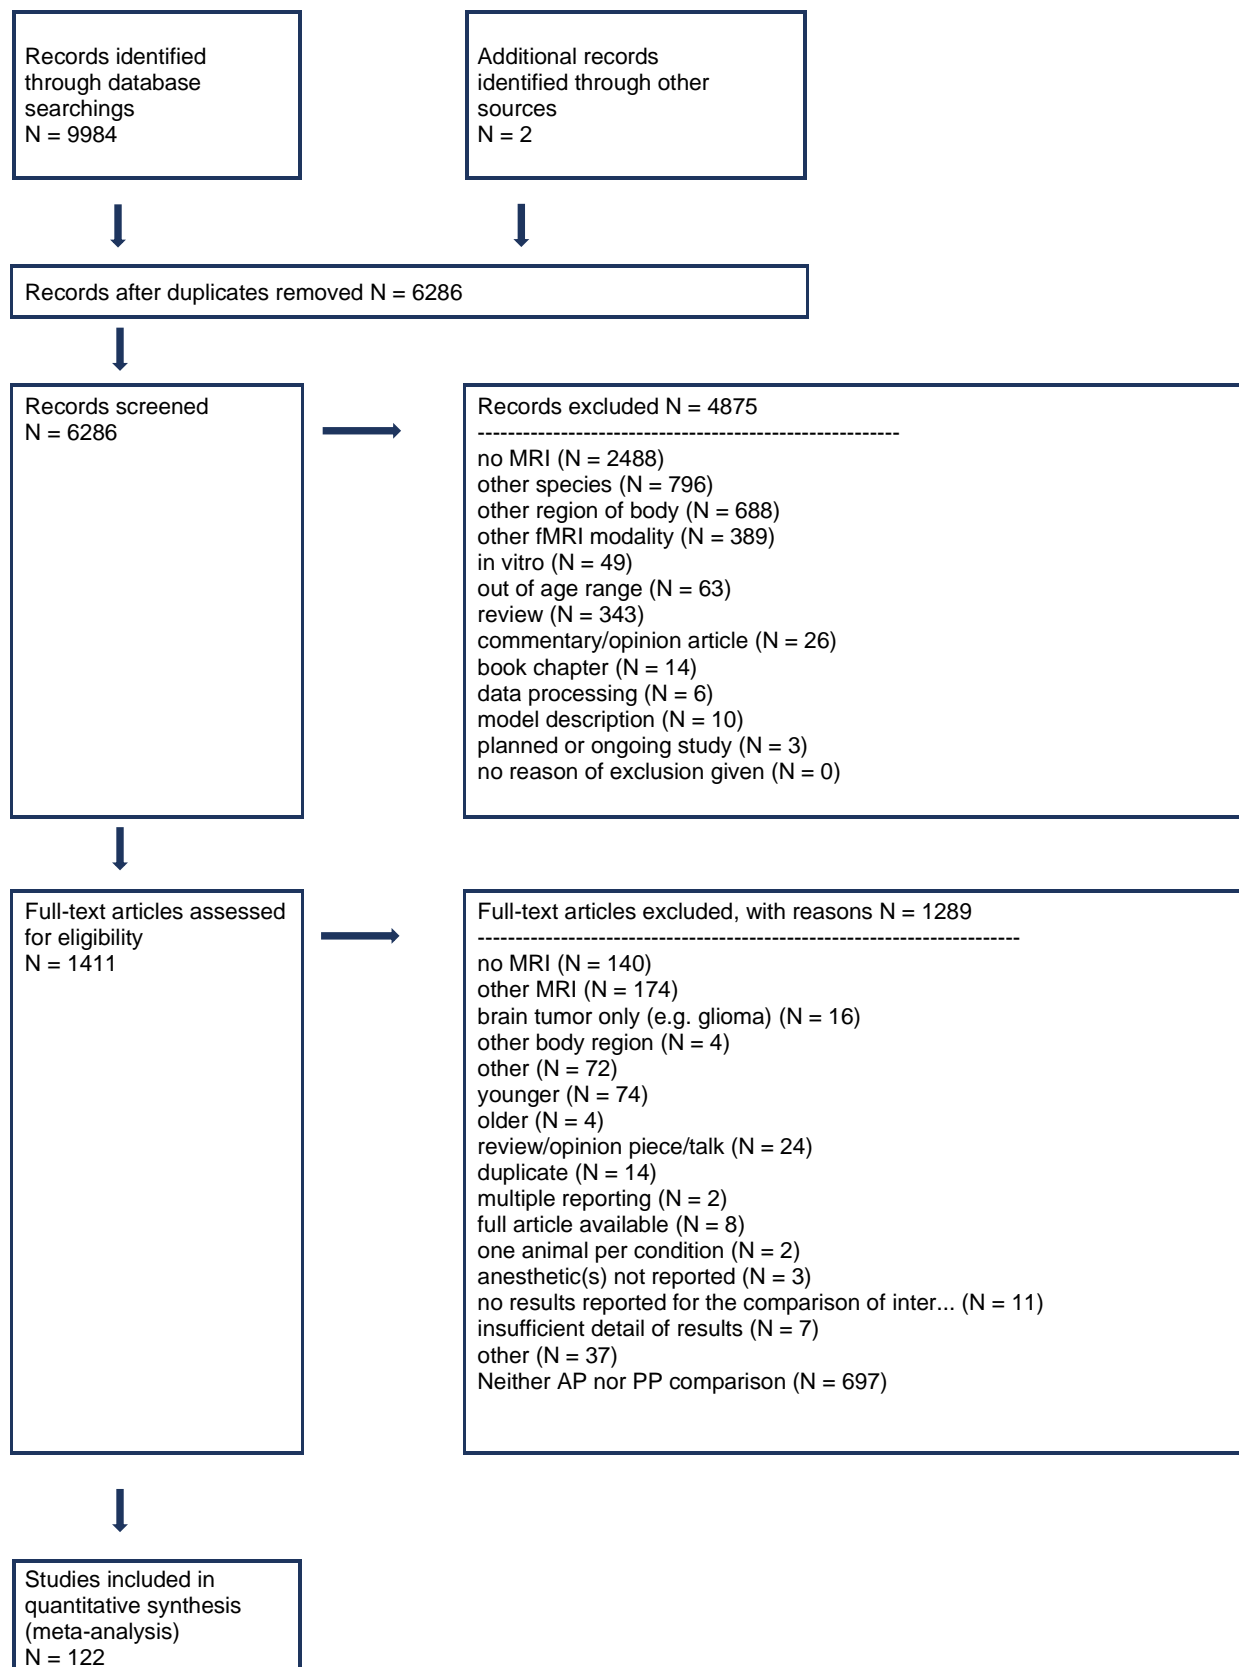 Records identified
through database
searchings
N = 9984
Additional records
identified through other
sources
N = 2
Records after duplicates removed N = 6286
Records screened
N = 6286
Records excluded N = 4875
--------------------------------------------------------
no MRI (N = 2488)
other species (N = 796)
other region of body (N = 688)
other fMRI modality (N = 389)
in vitro (N = 49)
out of age range (N = 63)
review (N = 343)
commentary/opinion article (N = 26)
book chapter (N = 14)
data processing (N = 6)
model description (N = 10)
planned or ongoing study (N = 3)
no reason of exclusion given (N = 0)
Full-text articles assessed
for eligibility
N = 1411
Full-text articles excluded, with reasons N = 1289
------------------------------------------------------------------------
no MRI (N = 140)
other MRI (N = 174)
brain tumor only (e.g. glioma) (N = 16)
other body region (N = 4)
other (N = 72)
younger (N = 74)
older (N = 4)
review/opinion piece/talk (N = 24)
duplicate (N = 14)
multiple reporting (N = 2)
full article available (N = 8)
one animal per condition (N = 2)
anesthetic(s) not reported (N = 3)
no results reported for the comparison of inter... (N = 11)
insufficient detail of results (N = 7)
other (N = 37)
Neither AP nor PP comparison (N = 697)
Studies included in
quantitative synthesis
(meta-analysis)
N = 122